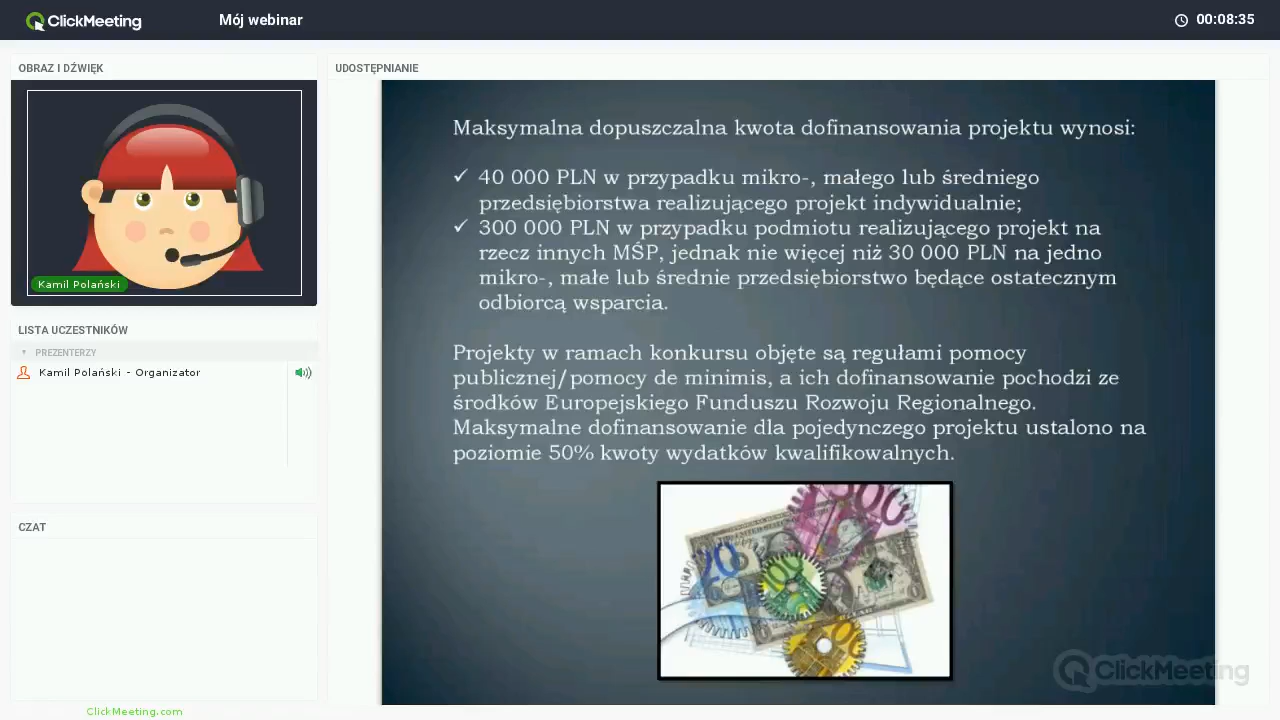 ClickMeeting
Mój webinar
00:08:35
OBRAZ I DŹWIĘK
UDOSTĘPNIANIE
Kamil Polański
LISTA UCZESTNIKÓW
PREZENTERZY
Kamil Polański - Organizator
CZAT
ClickMeeting.com
Maksymalna dopuszczalna kwota dofinansowania projektu wynosi:
✓ 40 000 PLN w przypadku mikro-, małego lub średniego
przedsiębiorstwa realizującego projekt indywidualnie;
✓ 300 000 PLN w przypadku podmiotu realizującego projekt na
rzecz innych MŚP, jednak nie więcej niż 30 000 PLN na jedno
mikro-, małe lub średnie przedsiębiorstwo będące ostatecznym
odbiorcą wsparcia.
Projekty w ramach konkursu objęte są regułami pomocy
publicznej/pomocy de minimis, a ich dofinansowanie pochodzi ze
środków Europejskiego Funduszu Rozwoju Regionalnego.
Maksymalne dofinansowanie dla pojedynczego projektu ustalono na
poziomie 50% kwoty wydatków kwalifikowalnych.
20
100
ClickMeeting